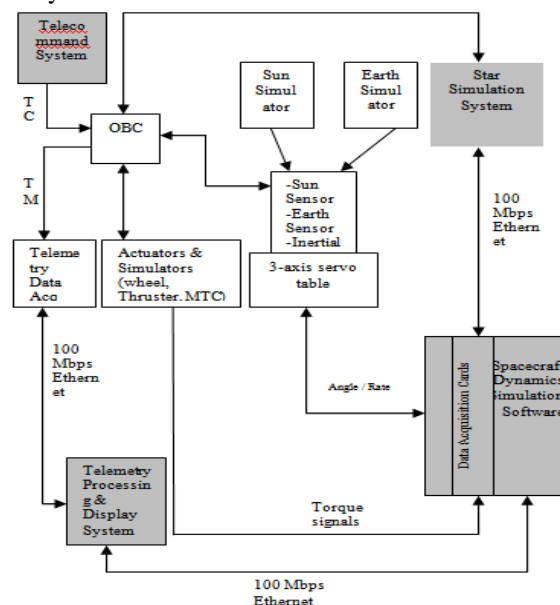 Teleco
mmand
System
Sun
Simul
ator
Earth
Simul
ator
Star
Simulation
System
T
C
OBC
T
M
-Sun
Sensor
-Earth
Sensor
-Inertial
100
Mbps
Ethern
et
Teleme
try
Data
Acq
Actuators &
Simulators
(wheel,
Thruster, MTC)
3-axis servo
table
100
Mbps
Ethern
et
Angle / Rate
Data Acquisition Cards
Spacecraft
Dynamics
Simulation
Software
Telemetry
Processin
g &
Display
System
Torque
signals
100 Mbps
Ethernet